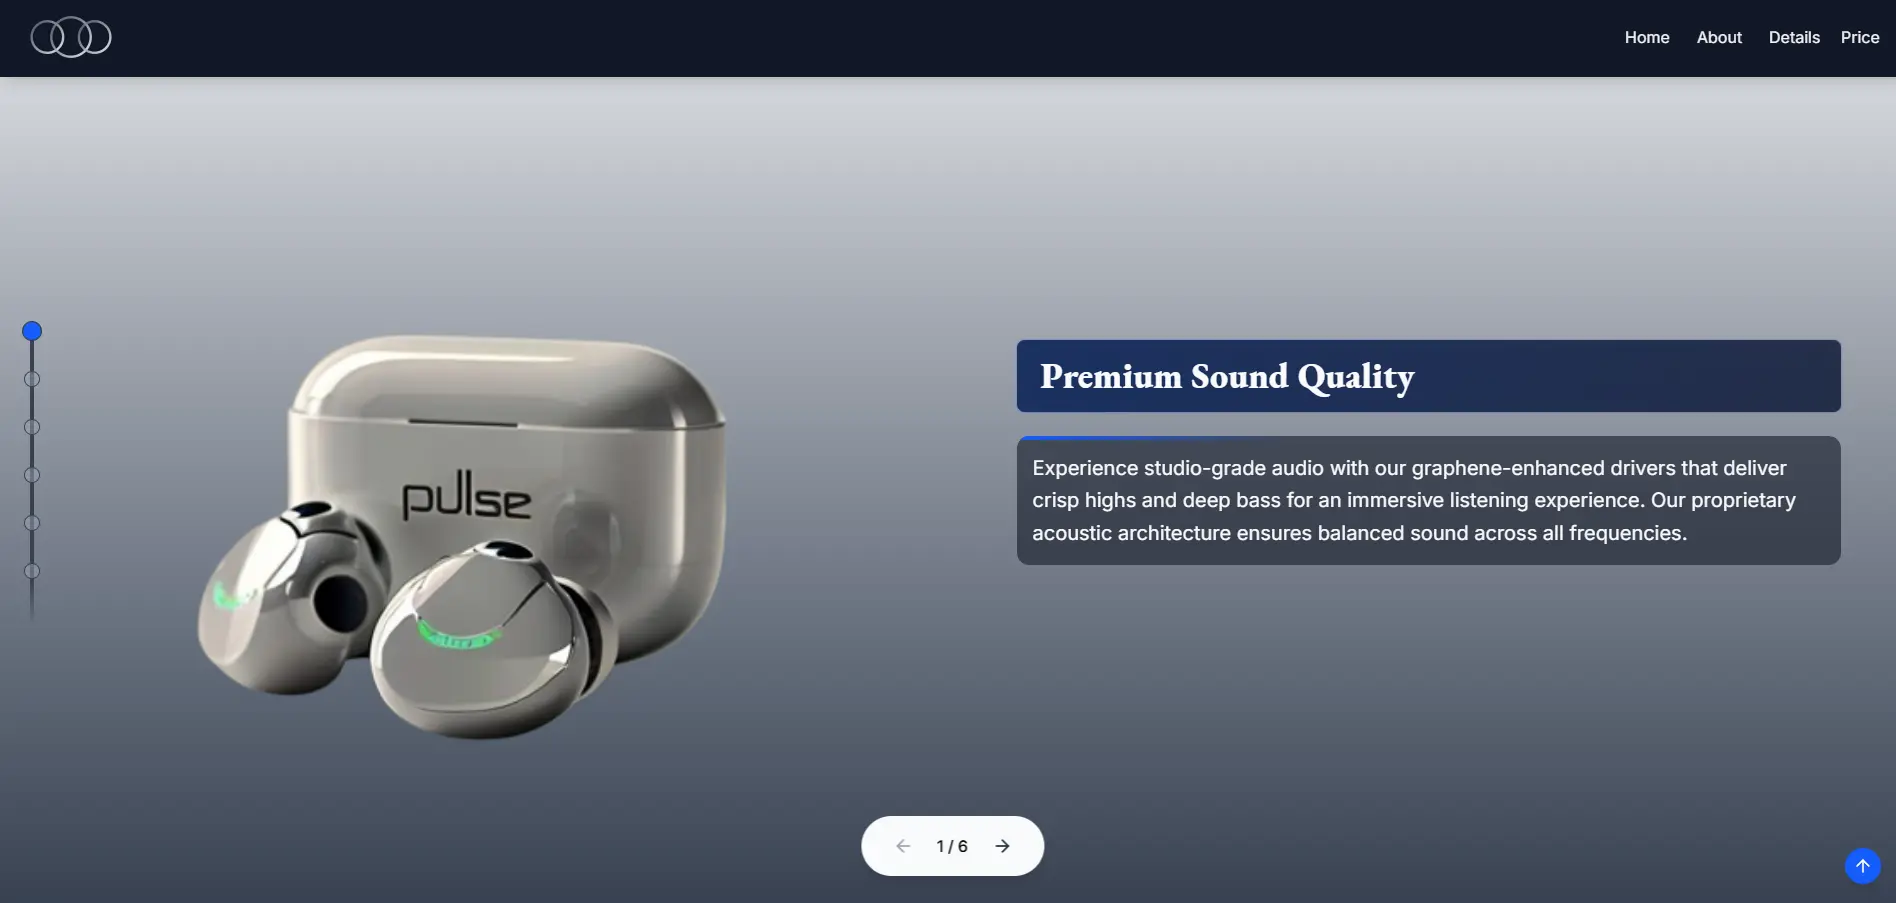 Home About Details Price
pullse
Premium Sound Quality
Experience studio-grade audio with our graphene-enhanced drivers that deliver
crisp highs and deep bass for an immersive listening experience. Our proprietary
acoustic architecture ensures balanced sound across all frequencies.
1 / 6